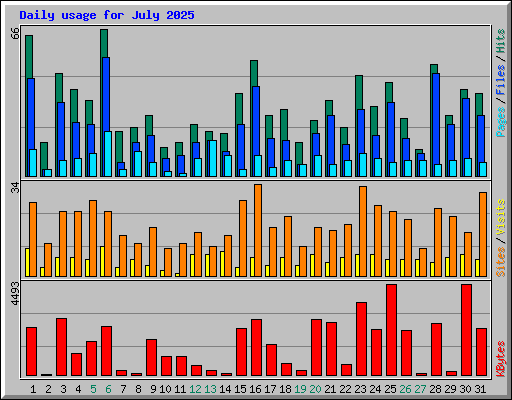 Daily usage for July 2025
66
Pages / Files / Hits
34
Sites / Visits
4493
KBytes
1 2 3 4 5 6 7 8 9 10 11 12 13 14 15 16 17 18 19 20 21 22 23 24 25 26 27 28 29 30 31